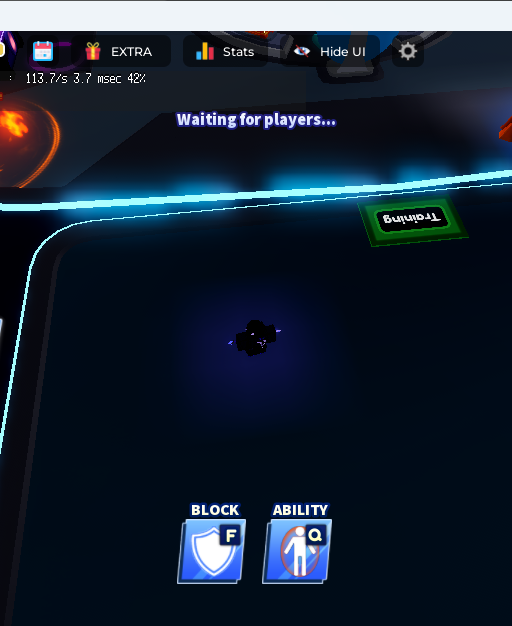 EXTRA
Stats
Hide UI
: 113.7/s 3.7 msec 42%
Waiting for players...
Training
BLOCK
ABILITY
F
Q